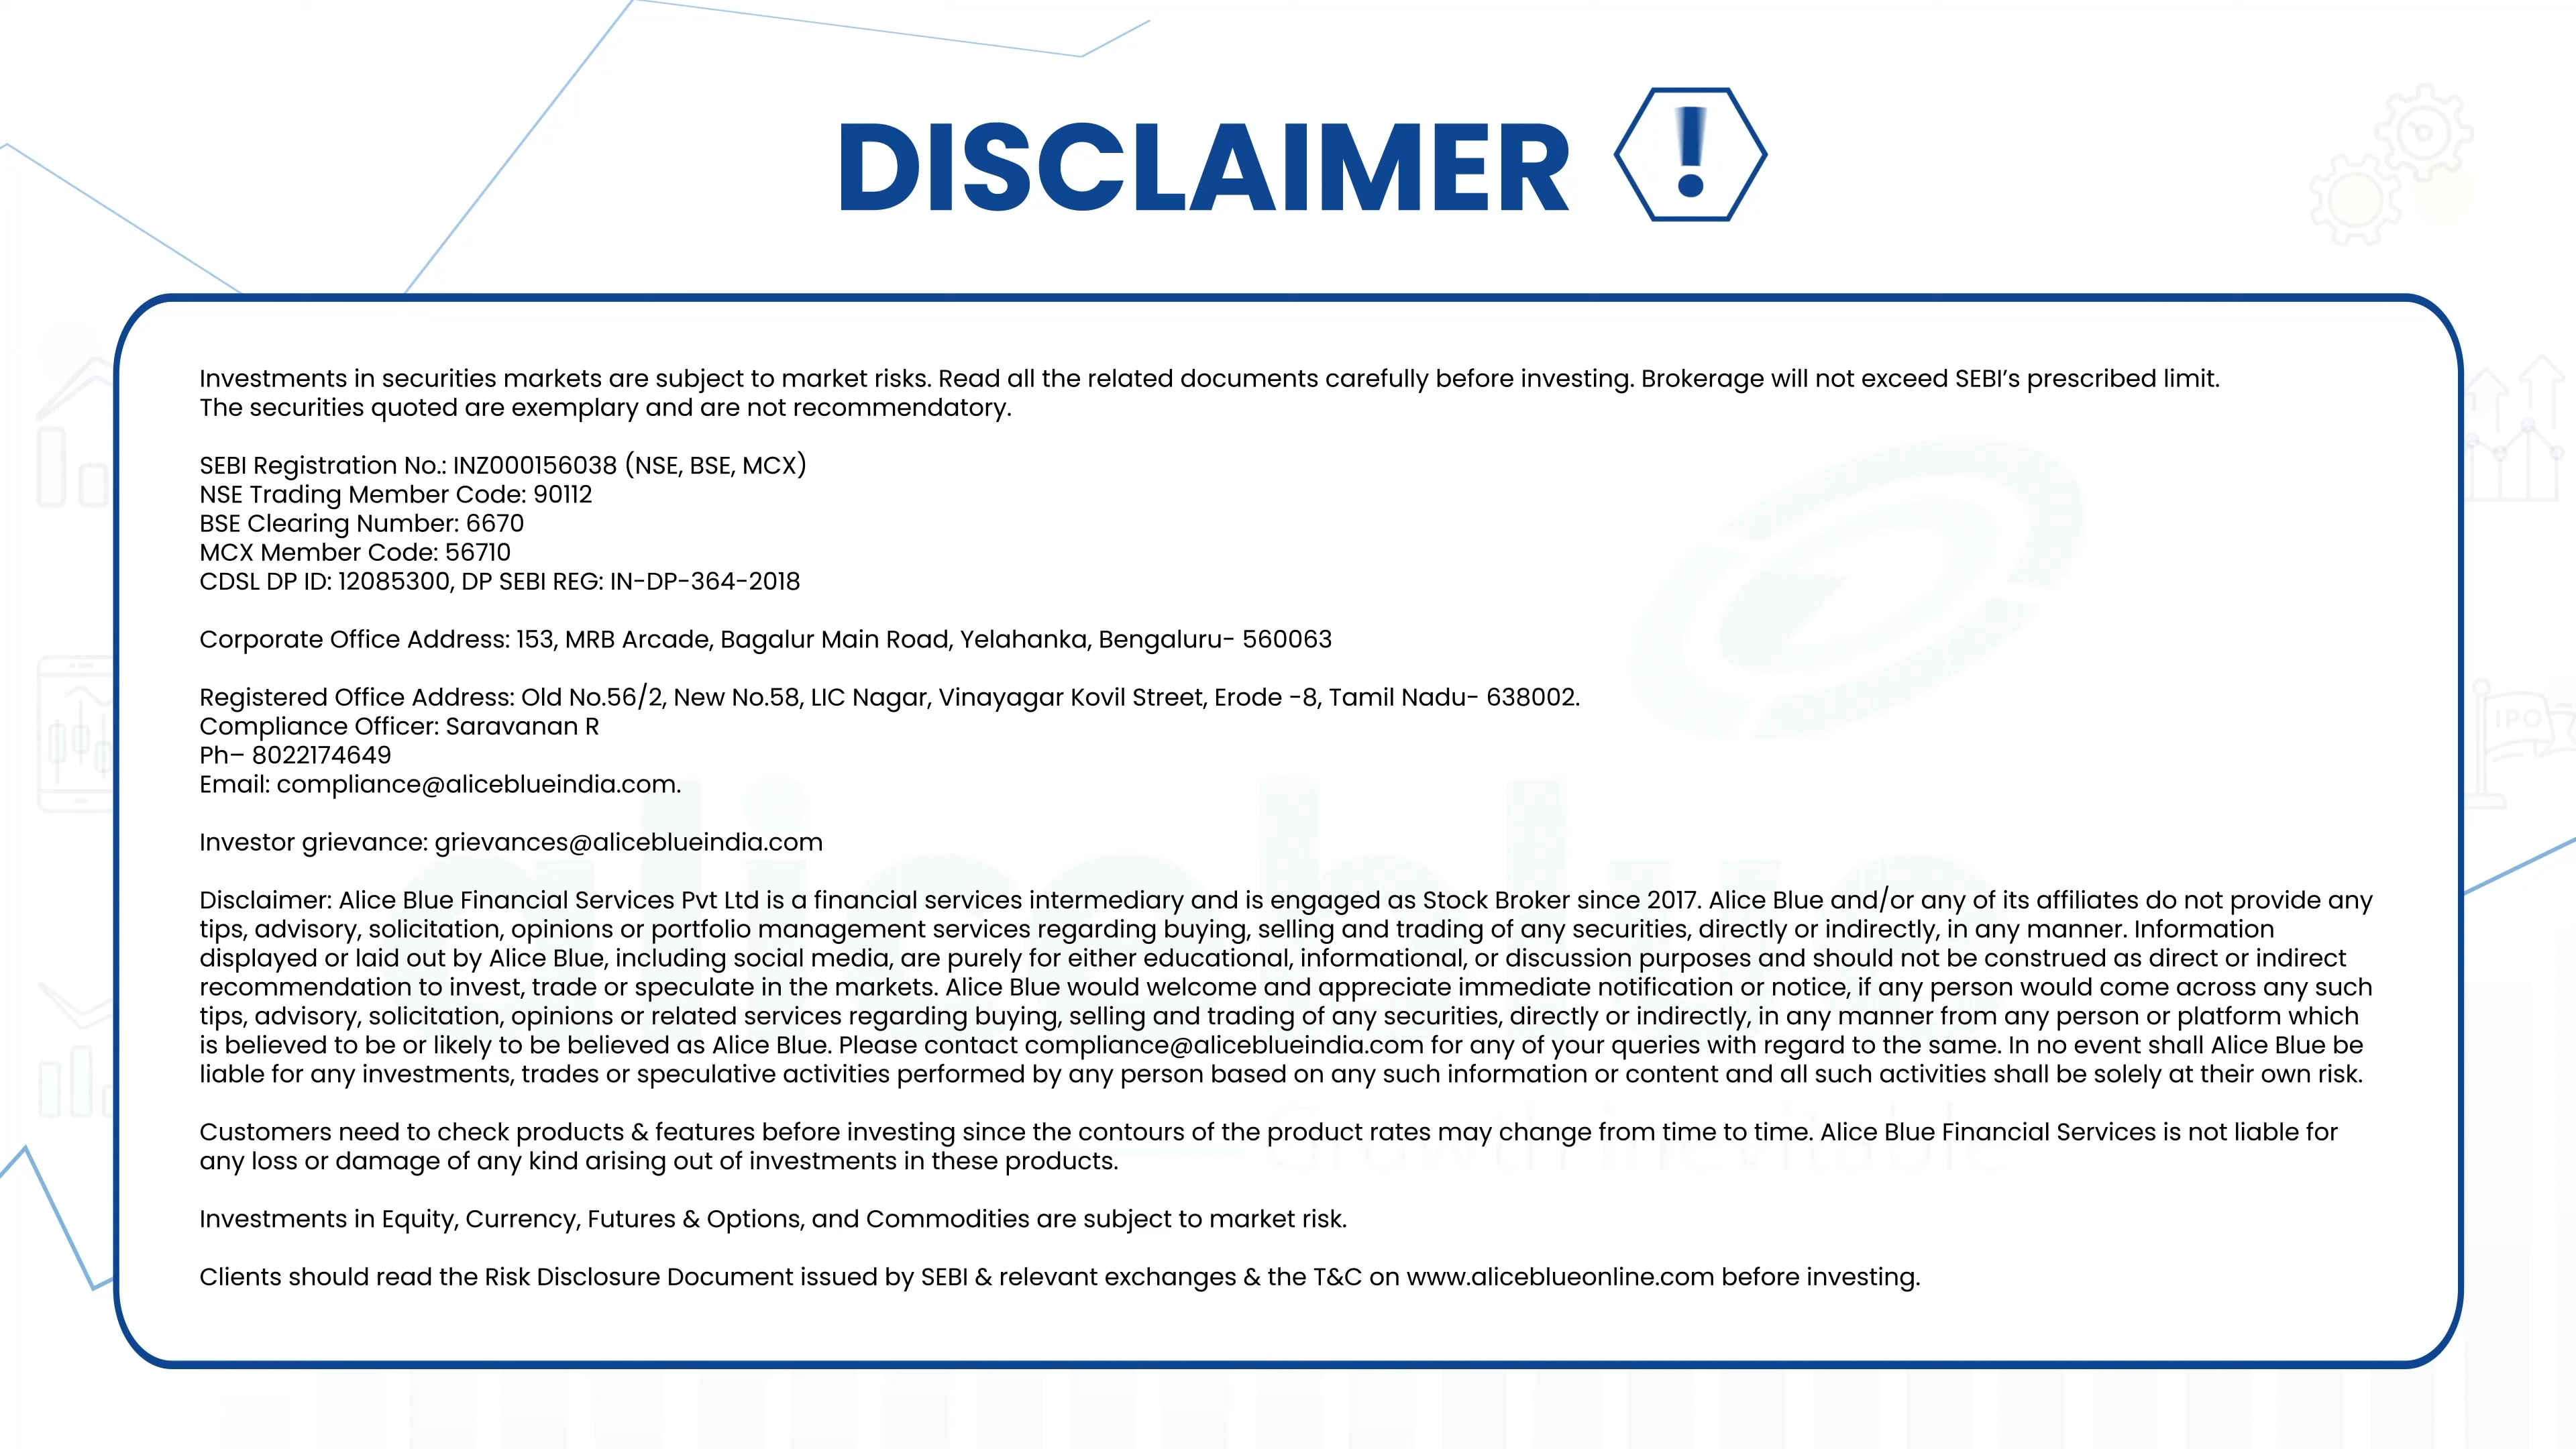 DISCLAIMER !
Investments in securities markets are subject to market risks. Read all the related documents carefully before investing. Brokerage will not exceed SEBI’s prescribed limit.
The securities quoted are exemplary and are not recommendatory.
SEBI Registration No.: INZ000156038 (NSE, BSE, MCX)
NSE Trading Member Code: 90112
BSE Clearing Number: 6670
MCX Member Code: 56710
CDSL DP ID: 12085300, DP SEBI REG: IN-DP-364-2018
Corporate Office Address: 153, MRB Arcade, Bagalur Main Road, Yelahanka, Bengaluru- 560063
Registered Office Address: Old No.56/2, New No.58, LIC Nagar, Vinayagar Kovil Street, Erode -8, Tamil Nadu- 638002.
Compliance Officer: Saravanan R
Ph– 8022174649
IPO
Email: compliance@aliceblueindia.com.
Investor grievance: grievances@aliceblueindia.com
aliceblue
Disclaimer: Alice Blue Financial Services Pvt Ltd is a financial services intermediary and is engaged as Stock Broker since 2017. Alice Blue and/or any of its affiliates do not provide any
tips, advisory, solicitation, opinions or portfolio management services regarding buying, selling and trading of any securities, directly or indirectly, in any manner. Information
displayed or laid out by Alice Blue, including social media, are purely for either educational, informational, or discussion purposes and should not be construed as direct or indirect
recommendation to invest, trade or speculate in the markets. Alice Blue would welcome and appreciate immediate notification or notice, if any person would come across any such
tips, advisory, solicitation, opinions or related services regarding buying, selling and trading of any securities, directly or indirectly, in any manner from any person or platform which
is believed to be or likely to be believed as Alice Blue. Please contact compliance@aliceblueindia.com for any of your queries with regard to the same. In no event shall Alice Blue be
liable for any investments, trades or speculative activities performed by any person based on any such information or content and all such activities shall be solely at their own risk.
Customers need to check products & features before investing since the contours of the product rates may change from time to time. Alice Blue Financial Services is not liable for
any loss or damage of any kind arising out of investments in these products.
Growth inevitable
Investments in Equity, Currency, Futures & Options, and Commodities are subject to market risk.
Clients should read the Risk Disclosure Document issued by SEBI & relevant exchanges & the T&C on www.aliceblueonline.com before investing.